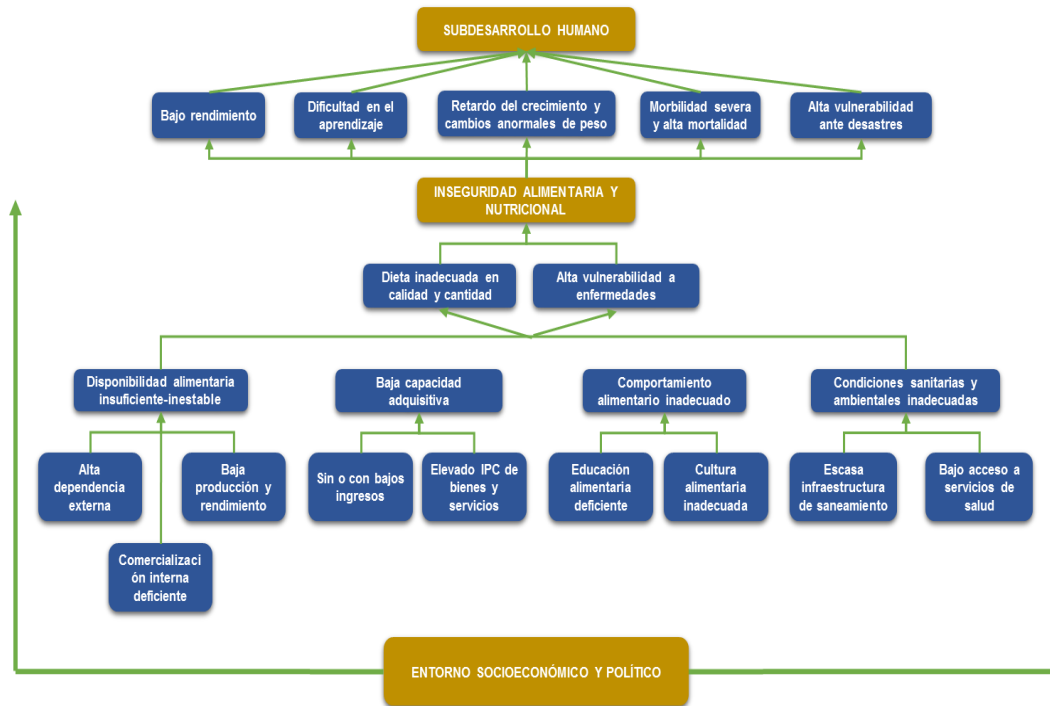 SUBDESARROLLO HUMANO
Bajo rendimiento
Dificultad en el
aprendizaje
Retardo del crecimiento y
cambios anormales de peso
Morbilidad severa
y alta mortalidad
Alta vulnerabilidad
ante desastres
INSEGURIDAD ALIMENTARIA Y
NUTRICIONAL
Dieta inadecuada en
calidad y cantidad
Alta vulnerabilidad a
enfermedades
Disponibilidad alimentaria
insuficiente-inestable
Baja capacidad
adquisitiva
Comportamiento
alimentario inadecuado
Condiciones sanitarias y
ambientales inadecuadas
Alta
dependencia
externa
Baja
producción y
rendimiento
Sin o con bajos
ingresos
Elevado IPC de
bienes y
servicios
Educación
alimentaria
deficiente
Cultura
alimentaria
inadecuada
Escasa
infraestructura
de saneamiento
Bajo acceso a
servicios de
salud
Comercializaci
ón interna
deficiente
ENTORNO SOCIOECONÓMICO Y POLÍTICO